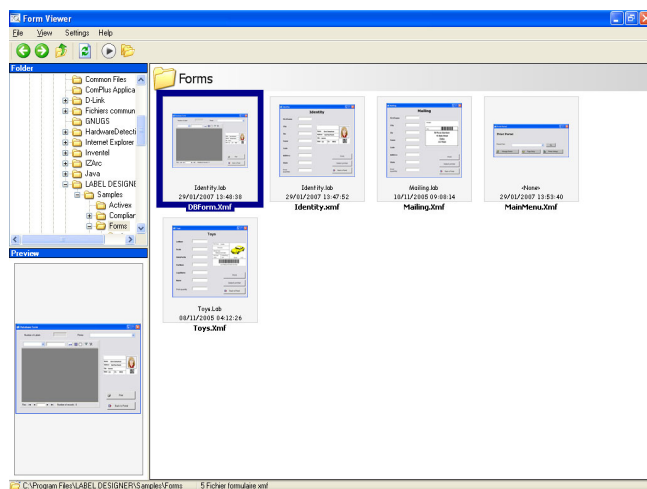 Form Viewer
File View Settings Help
Folder
Common Files
ComPlus Applica
D-Link
Fichiers commun
GNUGS
HardwareDetecti
Internet Explorer
Inventel
IZArc
Java
LABEL DESIGNE
Samples
Activex
Complian
Forms
Preview
Forms
Identity.lab
29/01/2007 13:48:38
DBForm.Xmf
Identity
Identity.lab
29/01/2007 13:47:52
Identity.xmf
Mailing
Mailing.lab
10/11/2005 09:08:14
Mailing.Xmf
<None>
29/01/2007 13:53:40
MainMenu.Xmf
Toys
Toys.Lab
08/11/2005 04:12:26
Toys.Xmf
C:\Program Files\LABEL DESIGNER\Samples\Forms 5 Fichier formulaire xmf